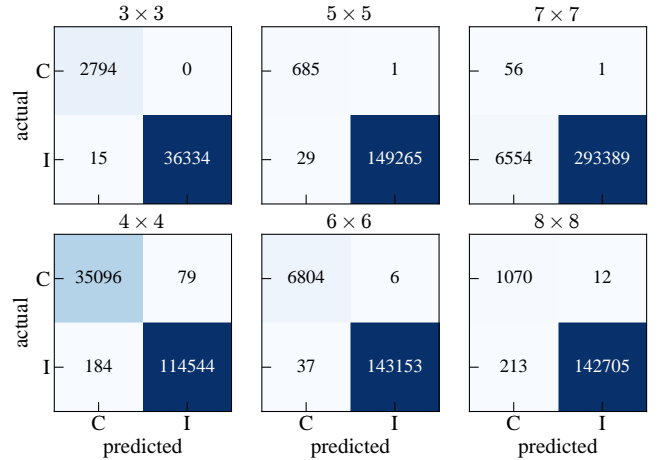 3 × 3 5 × 5 7 × 7
actual
C 2794 0 685 1 56 1
I 15 36334 29 149265 6554 293389
4 × 4 6 × 6 8 × 8
actual
C 35096 79 6804 6 1070 12
I 184 114544 37 143153 213 142705
C I C I C I
predicted predicted predicted